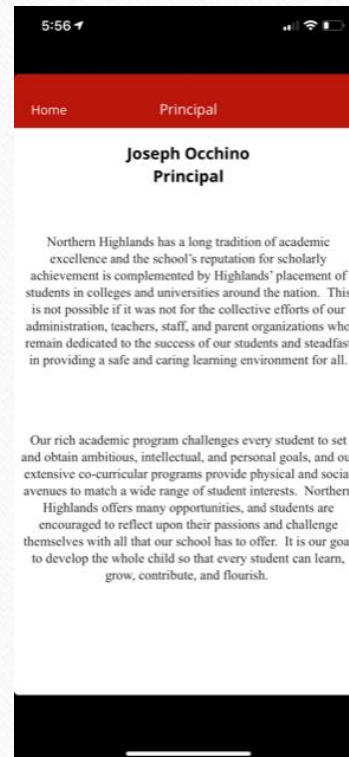 5:56
Home Principal
Joseph Occhino
Principal
Northern Highlands has a long tradition of academic
excellence and the school's reputation for scholarly
achievement is complemented by Highlands' placement of
students in colleges and universities around the nation. This
is not possible if it was not for the collective efforts of our
administration, teachers, staff, and parent organizations who
remain dedicated to the success of our students and steadfast
in providing a safe and caring learning environment for all.
Our rich academic program challenges every student to set
and obtain ambitious, intellectual, and personal goals, and ou
extensive co-curricular programs provide physical and socia
avenues to match a wide range of student interests. Northern
Highlands offers many opportunities, and students are
encouraged to reflect upon their passions and challenge
themselves with all that our school has to offer. It is our goa
to develop the whole child so that every student can learn,
grow, contribute, and flourish.